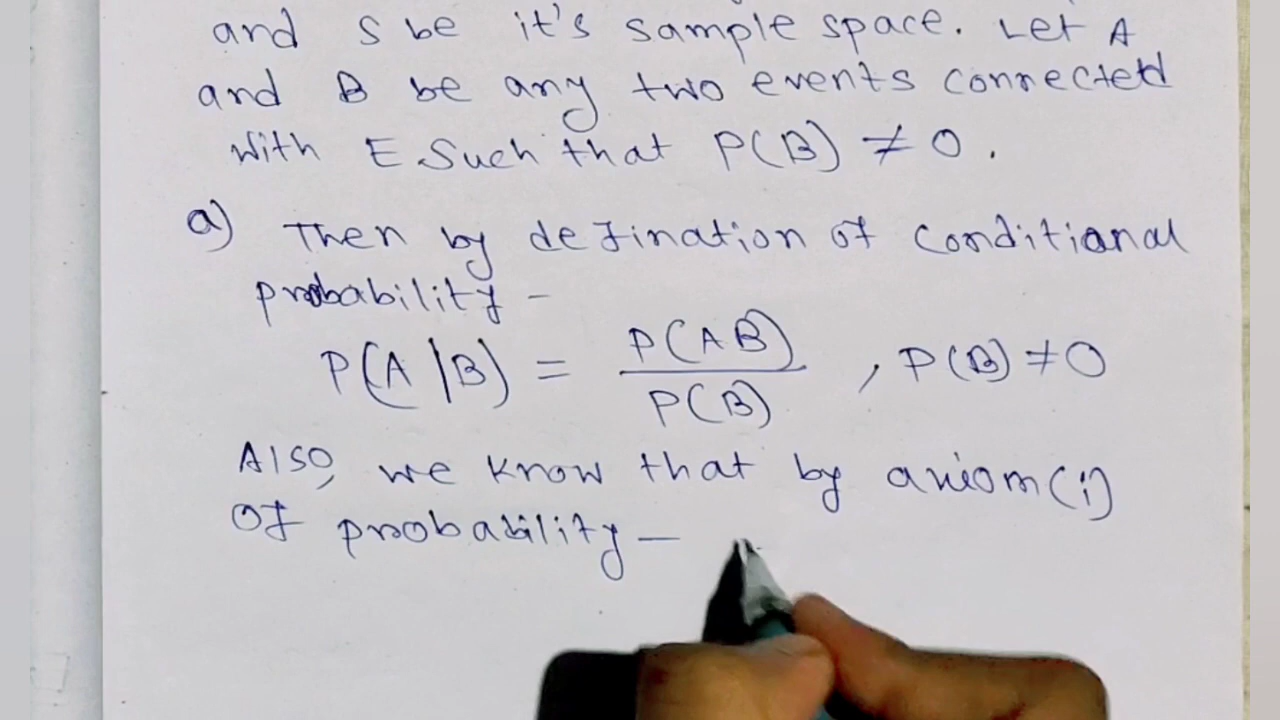 and S be it's sample space. Let A
and B be any two events connected
with E such that P(B) ≠ 0.
a) Then by defination of conditional
probability -
P(A|B) = P(AB) / P(B) , P(B) ≠ 0
Also, we know that by axiom (i)
of probability —